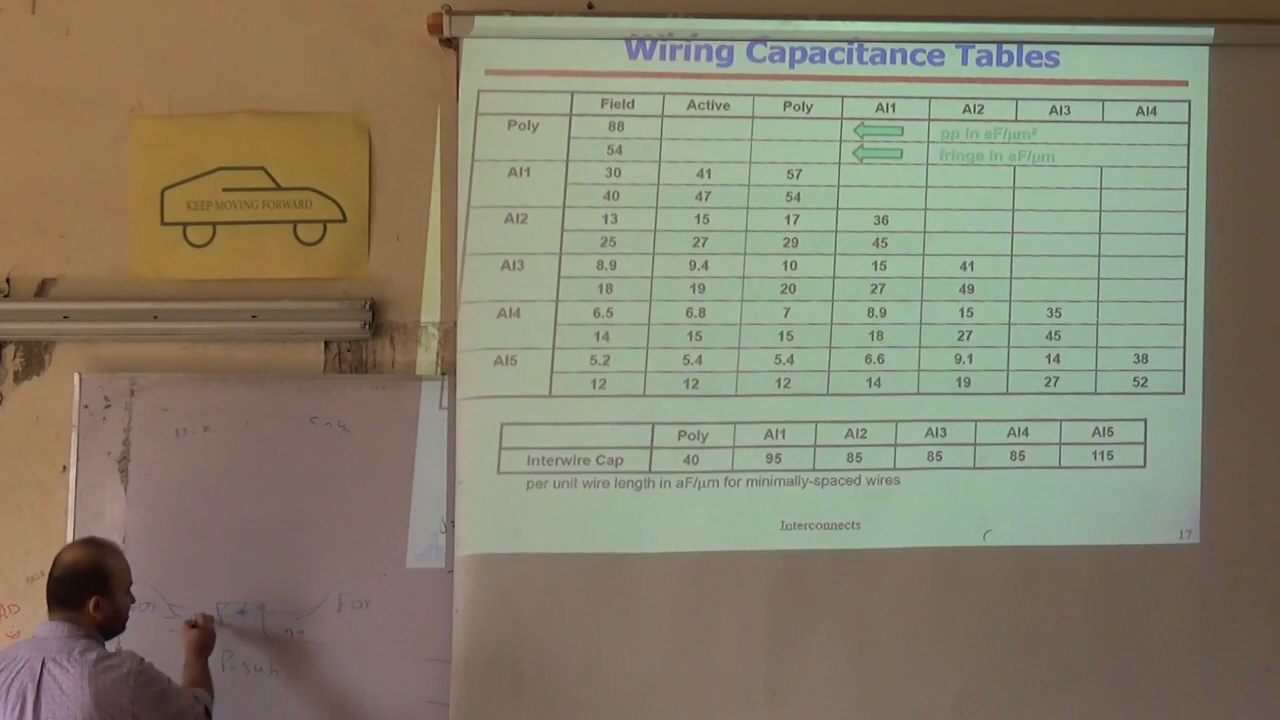 Wiring Capacitance Tables
Field Active Poly Al1 Al2 Al3 Al4
Poly 88 pp in aF/µm²
54 fringe in aF/µm
Al1 30 41 57
40 47 54
Al2 13 15 17 36
25 27 29 45
Al3 8.9 9.4 10 15 41
18 19 20 27 49
Al4 6.5 6.8 7 8.9 15 35
14 15 15 18 27 45
Al5 5.2 5.4 5.4 6.6 9.1 14 38
12 12 12 14 19 27 52
Poly Al1 Al2 Al3 Al4 Al5
Interwire Cap 40 95 85 85 85 115
per unit wire length in aF/µm for minimally-spaced wires
Interconnects
17
KEEP MOVING FORWARD
FOX
P-sub